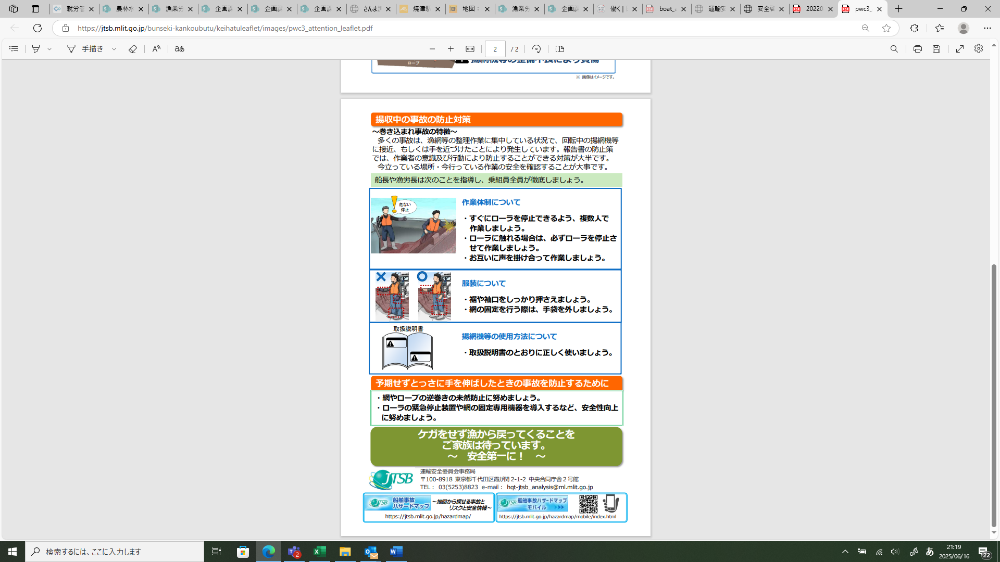 就労管
農林水
漁業労
企画課
企画課
企画課
さんま漁
焼津駅
地図:
漁業労
企画課
働く | 日
boat_a
運輸安
安全啓
20220
pwc3_
https://jtsb.mlit.go.jp/bunseki-kankoubutu/keihatuleaflet/images/pwc3_attention_leaflet.pdf
手書き
aあ
2
/ 2
ロープ
揚網機等の整備不良により負傷
※ 画像はイメージです。
揚収中の事故の防止対策
～巻き込まれ事故の特徴～
多くの事故は、漁網等の整理作業に集中している状況で、回転中の揚網機等
に接近、もしくは手を近づけたことにより発生しています。報告書の防止策
では、作業者の意識及び行動により防止することができる対策が大半です。
今立っている場所・今行っている作業の安全を確認することが大事です。
船長や漁労長は次のことを指導し、乗組員全員が徹底しましょう。
危ない
停止
作業体制について
・すぐにローラを停止できるよう、複数人で
作業しましょう。
・ローラに触れる場合は、必ずローラを停止さ
せて作業しましょう。
・お互いに声を掛け合って作業しましょう。
服装について
・裾や袖口をしっかり押さえましょう。
・網の固定を行う際は、手袋を外しましょう。
取扱説明書
揚網機等の使用方法について
・取扱説明書のとおりに正しく使いましょう。
予期せずとっさに手を伸ばしたときの事故を防止するために
・網やロープの逆巻きの未然防止に努めましょう。
・ローラの緊急停止装置や網の固定専用機器を導入するなど、安全性向上
に努めましょう。
ケガをせず漁から戻ってくることを
ご家族は待っています。
～ 安全第一に! ～
JTSB
運輸安全委員会事務局
〒100-8918 東京都千代田区霞が関 2-1-2 中央合同庁舎 2 号館
TEL: 03(5253)8823 e-mail: hqt-jtsb_analysis@ml.mlit.go.jp
JTSB 船舶事故
ハザードマップ
～地図から探せる事故と
リスクと安全情報～
https://jtsb.mlit.go.jp/hazardmap/
JTSB 船舶事故ハザードマップ
モバイル >>>
https://jtsb.mlit.go.jp/hazardmap/mobile/index.html
検索するには、ここに入力します
2
あ
21:19
2025/06/16
22